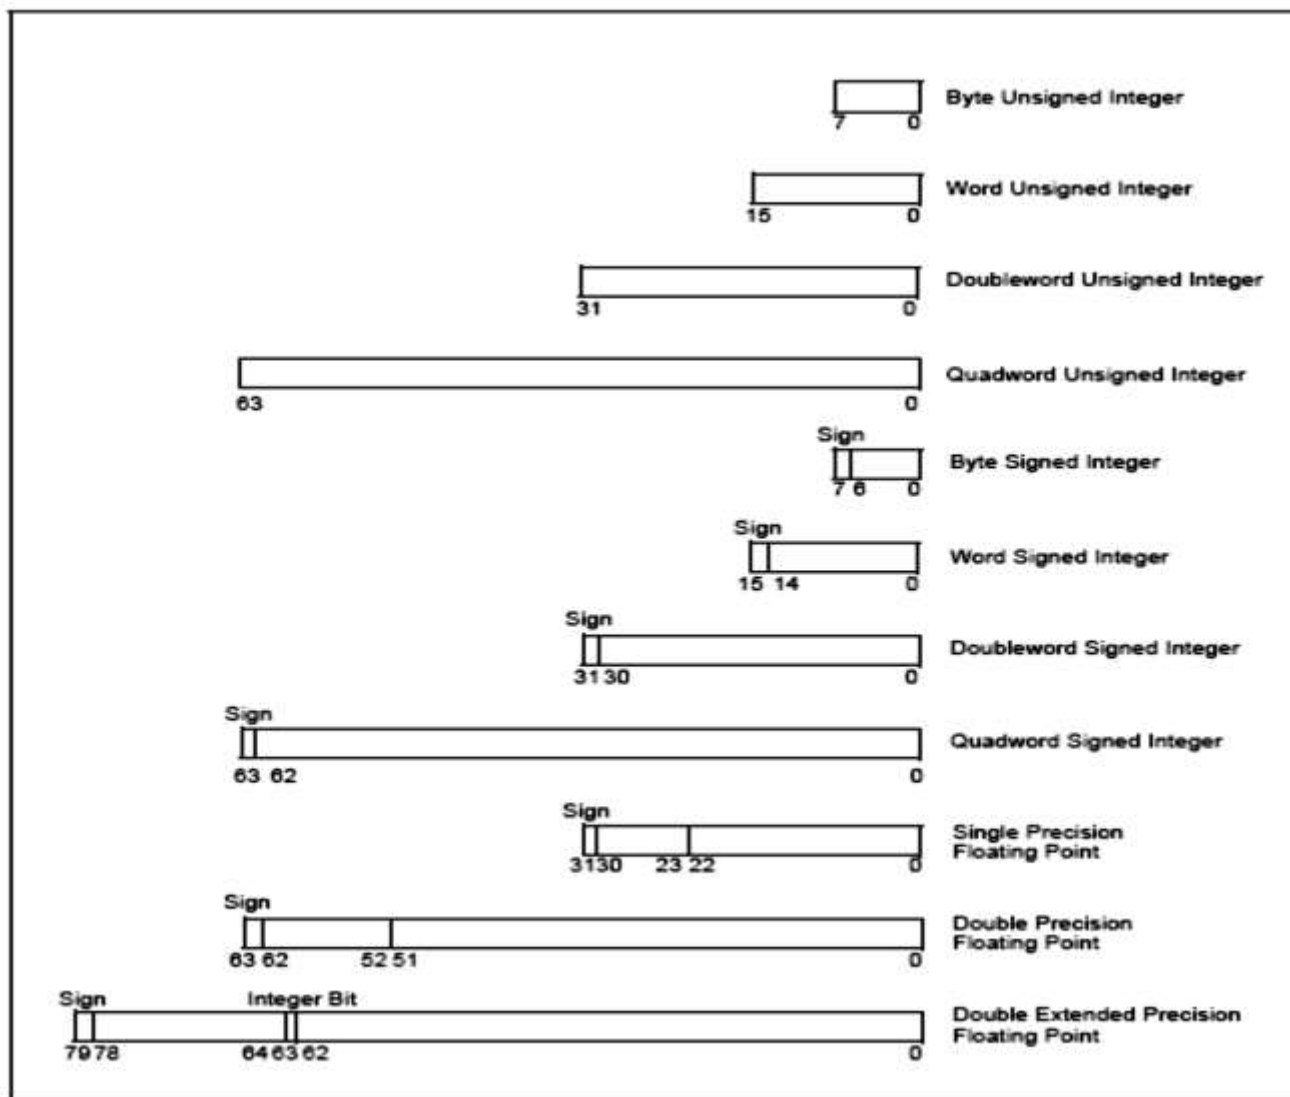 Byte Unsigned Integer
7 0
Word Unsigned Integer
15 0
Doubleword Unsigned Integer
31 0
Quadword Unsigned Integer
63 0
Sign
Byte Signed Integer
7 6 0
Sign
Word Signed Integer
15 14 0
Sign
Doubleword Signed Integer
31 30 0
Sign
Quadword Signed Integer
63 62 0
Sign
Single Precision
Floating Point
31 30 23 22 0
Sign
Double Precision
Floating Point
63 62 52 51 0
Sign Integer Bit
Double Extended Precision
Floating Point
79 78 64 63 62 0